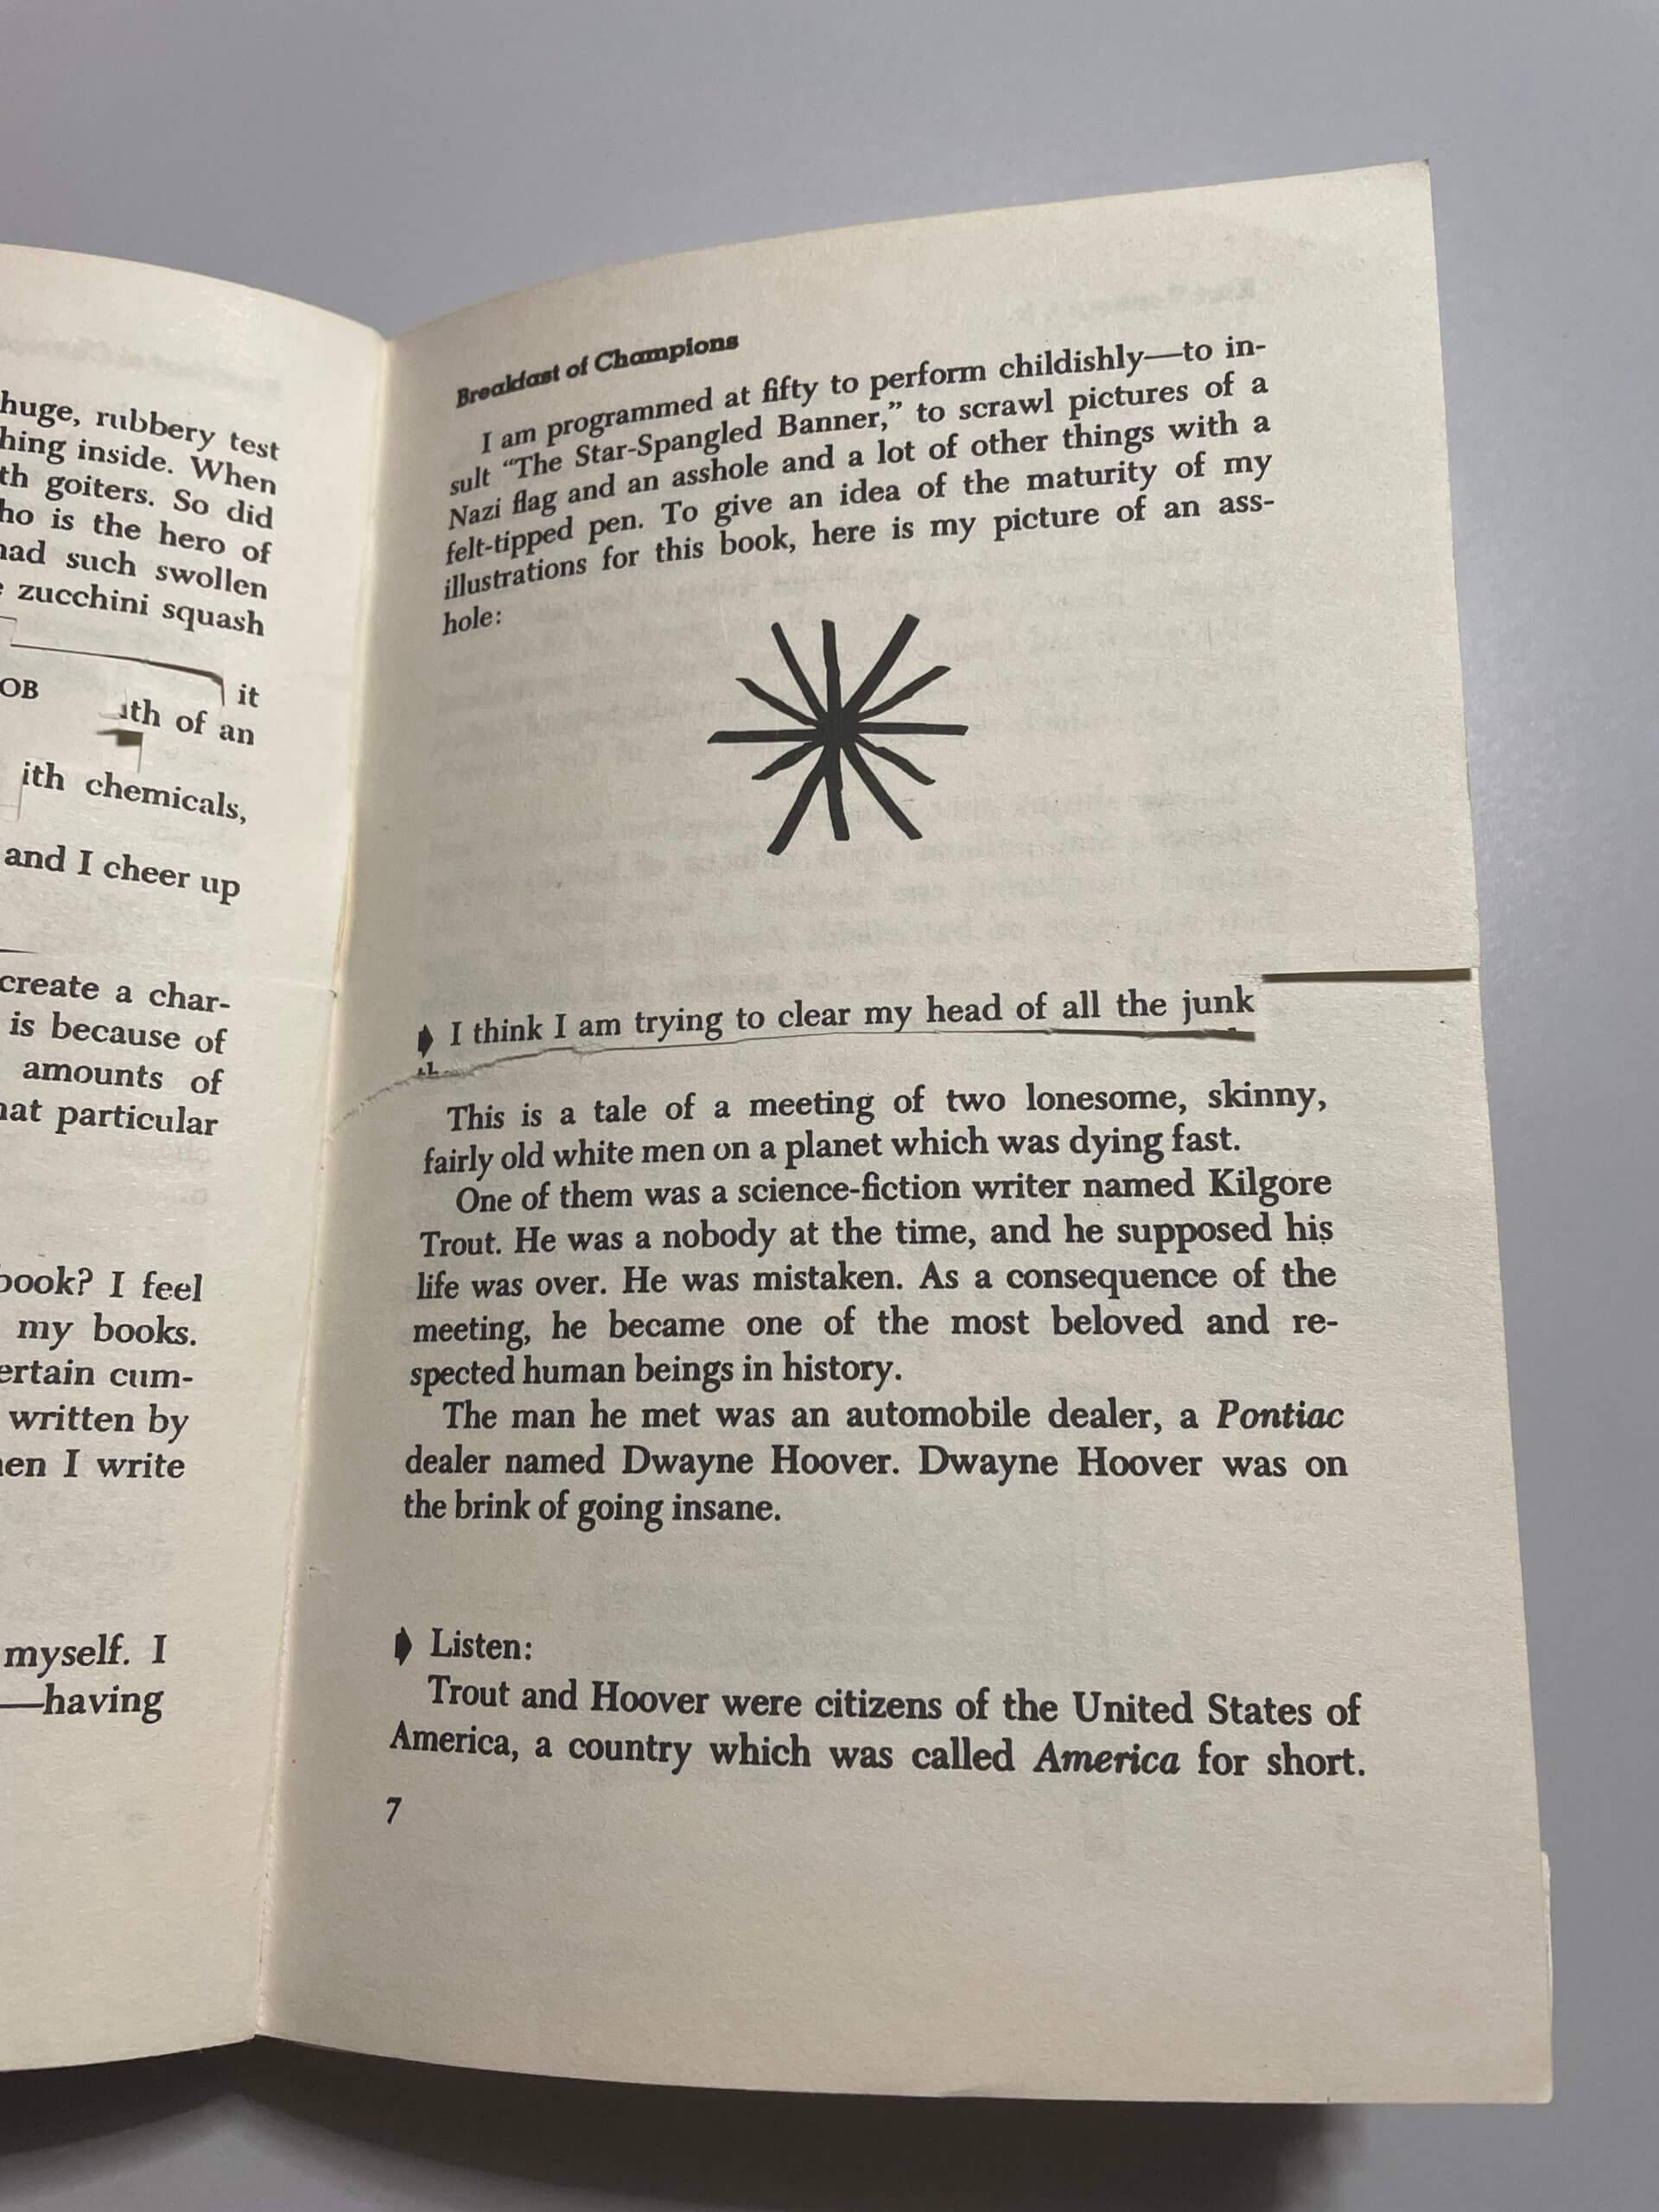 huge, rubbery test
hing inside. When
th goiters. So did
ho is the hero of
had such swollen
zucchini squash
it
OB
th of an
ith chemicals,
and I cheer up
create a char-
is because of
amounts of
hat particular
book? I feel
my books.
ertain cum-
written by
hen I write
myself. I
—having
Breakfast of Champions
I am programmed at fifty to perform childishly—to in-
sult “The Star-Spangled Banner,” to scrawl pictures of a
Nazi flag and an asshole and a lot of other things with a
felt-tipped pen. To give an idea of the maturity of my
illustrations for this book, here is my picture of an ass-
hole:
I think I am trying to clear my head of all the junk
This is a tale of a meeting of two lonesome, skinny,
fairly old white men on a planet which was dying fast.
One of them was a science-fiction writer named Kilgore
Trout. He was a nobody at the time, and he supposed his
life was over. He was mistaken. As a consequence of the
meeting, he became one of the most beloved and re-
spected human beings in history.
The man he met was an automobile dealer, a Pontiac
dealer named Dwayne Hoover. Dwayne Hoover was on
the brink of going insane.
Listen:
Trout and Hoover were citizens of the United States of
America, a country which was called America for short.
7